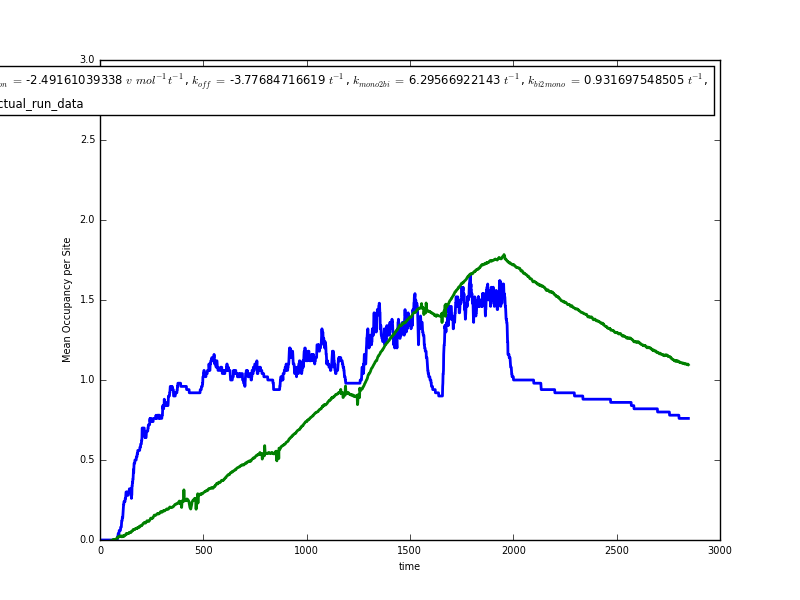 = -2.49161039338 v mol⁻¹t⁻¹, k_off = -3.77684716619 t⁻¹, k_mono2bi = 6.29566922143 t⁻¹, k_bi2mono = 0.931697548505 t⁻¹,
ctual_run_data
3.0
2.5
2.0
1.5
1.0
0.5
0.0
Mean Occupancy per Site
0 500 1000 1500 2000 2500 3000
time